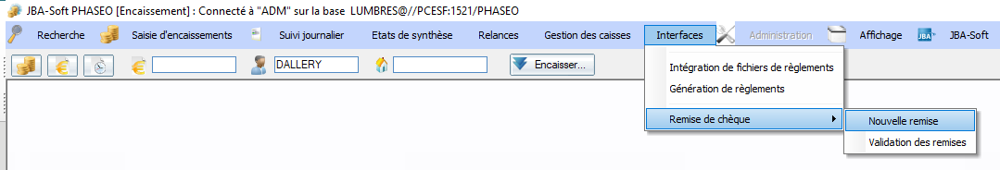 JBA-Soft PHASEO [Encaissement] : Connecté à "ADM" sur la base LUMBRES@//PCESF:1521/PHASEO
Recherche Saisie d'encaissements Suivi journalier Etats de synthèse Relances Gestion des caisses Interfaces Administration Affichage JBA JBA-Soft
DALLERY Encaisser...
Intégration de fichiers de règlements
Génération de règlements
Remise de chèque
Nouvelle remise
Validation des remises